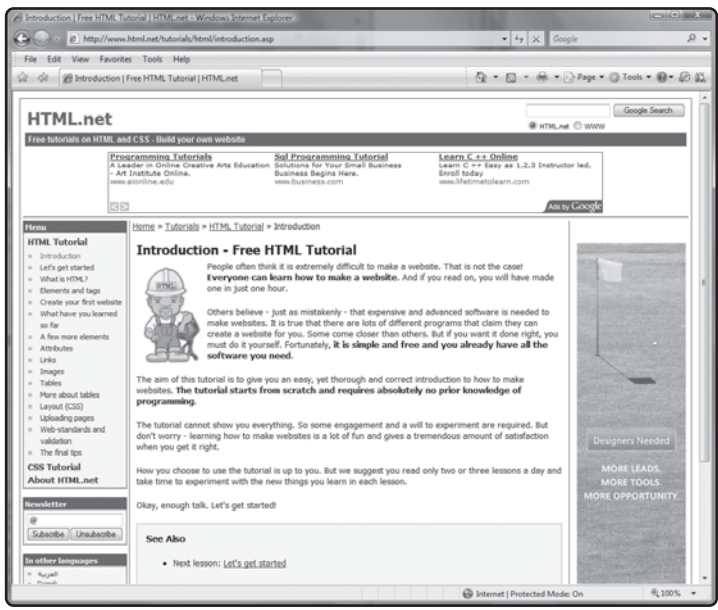 Introduction | Free HTML Tutorial | HTML.net - Windows Internet Explorer
http://www.html.net/tutorials/html/introduction.asp
Google
File Edit View Favorites Tools Help
Introduction | Free HTML Tutorial | HTML.net
Page Tools
HTML.net
Google Search
HTML.net WWW
Free tutorials on HTML and CSS - Build your own website
Programming Tutorials
A Leader in Online Creative Arts Education
- Art Institute Online.
www.aionline.edu
Sql Programming Tutorial
Solutions for Your Small Business
Business Begins Here.
www.business.com
Learn C ++ Online
Learn C ++ Easy as 1,2,3 Instructor led,
Enroll today
www.lifetimetolearn.com
Ads by Google
Menu
HTML Tutorial
Introduction
Let's get started
What is HTML?
Elements and tags
Create your first website
What have you learned
so far
A few more elements
Attributes
Links
Images
Tables
More about tables
Layout (CSS)
Uploading pages
Web-standards and
validation
The final tips
CSS Tutorial
About HTML.net
Newsletter
@
Subscribe Unsubscribe
In other languages
العربية
Dansk
Home » Tutorials » HTML Tutorial » Introduction
Introduction - Free HTML Tutorial
HTML
People often think it is extremely difficult to make a website. That is not the case!
Everyone can learn how to make a website. And if you read on, you will have made
one in just one hour.
Others believe - just as mistakenly - that expensive and advanced software is needed to
make websites. It is true that there are lots of different programs that claim they can
create a website for you. Some come closer than others. But if you want it done right, you
must do it yourself. Fortunately, it is simple and free and you already have all the
software you need.
The aim of this tutorial is to give you an easy, yet thorough and correct introduction to how to make
websites. The tutorial starts from scratch and requires absolutely no prior knowledge of
programming.
The tutorial cannot show you everything. So some engagement and a will to experiment are required. But
don't worry - learning how to make websites is a lot of fun and gives a tremendous amount of satisfaction
when you get it right.
How you choose to use the tutorial is up to you. But we suggest you read only two or three lessons a day and
take time to experiment with the new things you learn in each lesson.
Okay, enough talk. Let's get started!
See Also
Next lesson: Let's get started
Designers Needed
MORE LEADS.
MORE TOOLS.
MORE OPPORTUNITY.
Internet | Protected Mode: On
100%